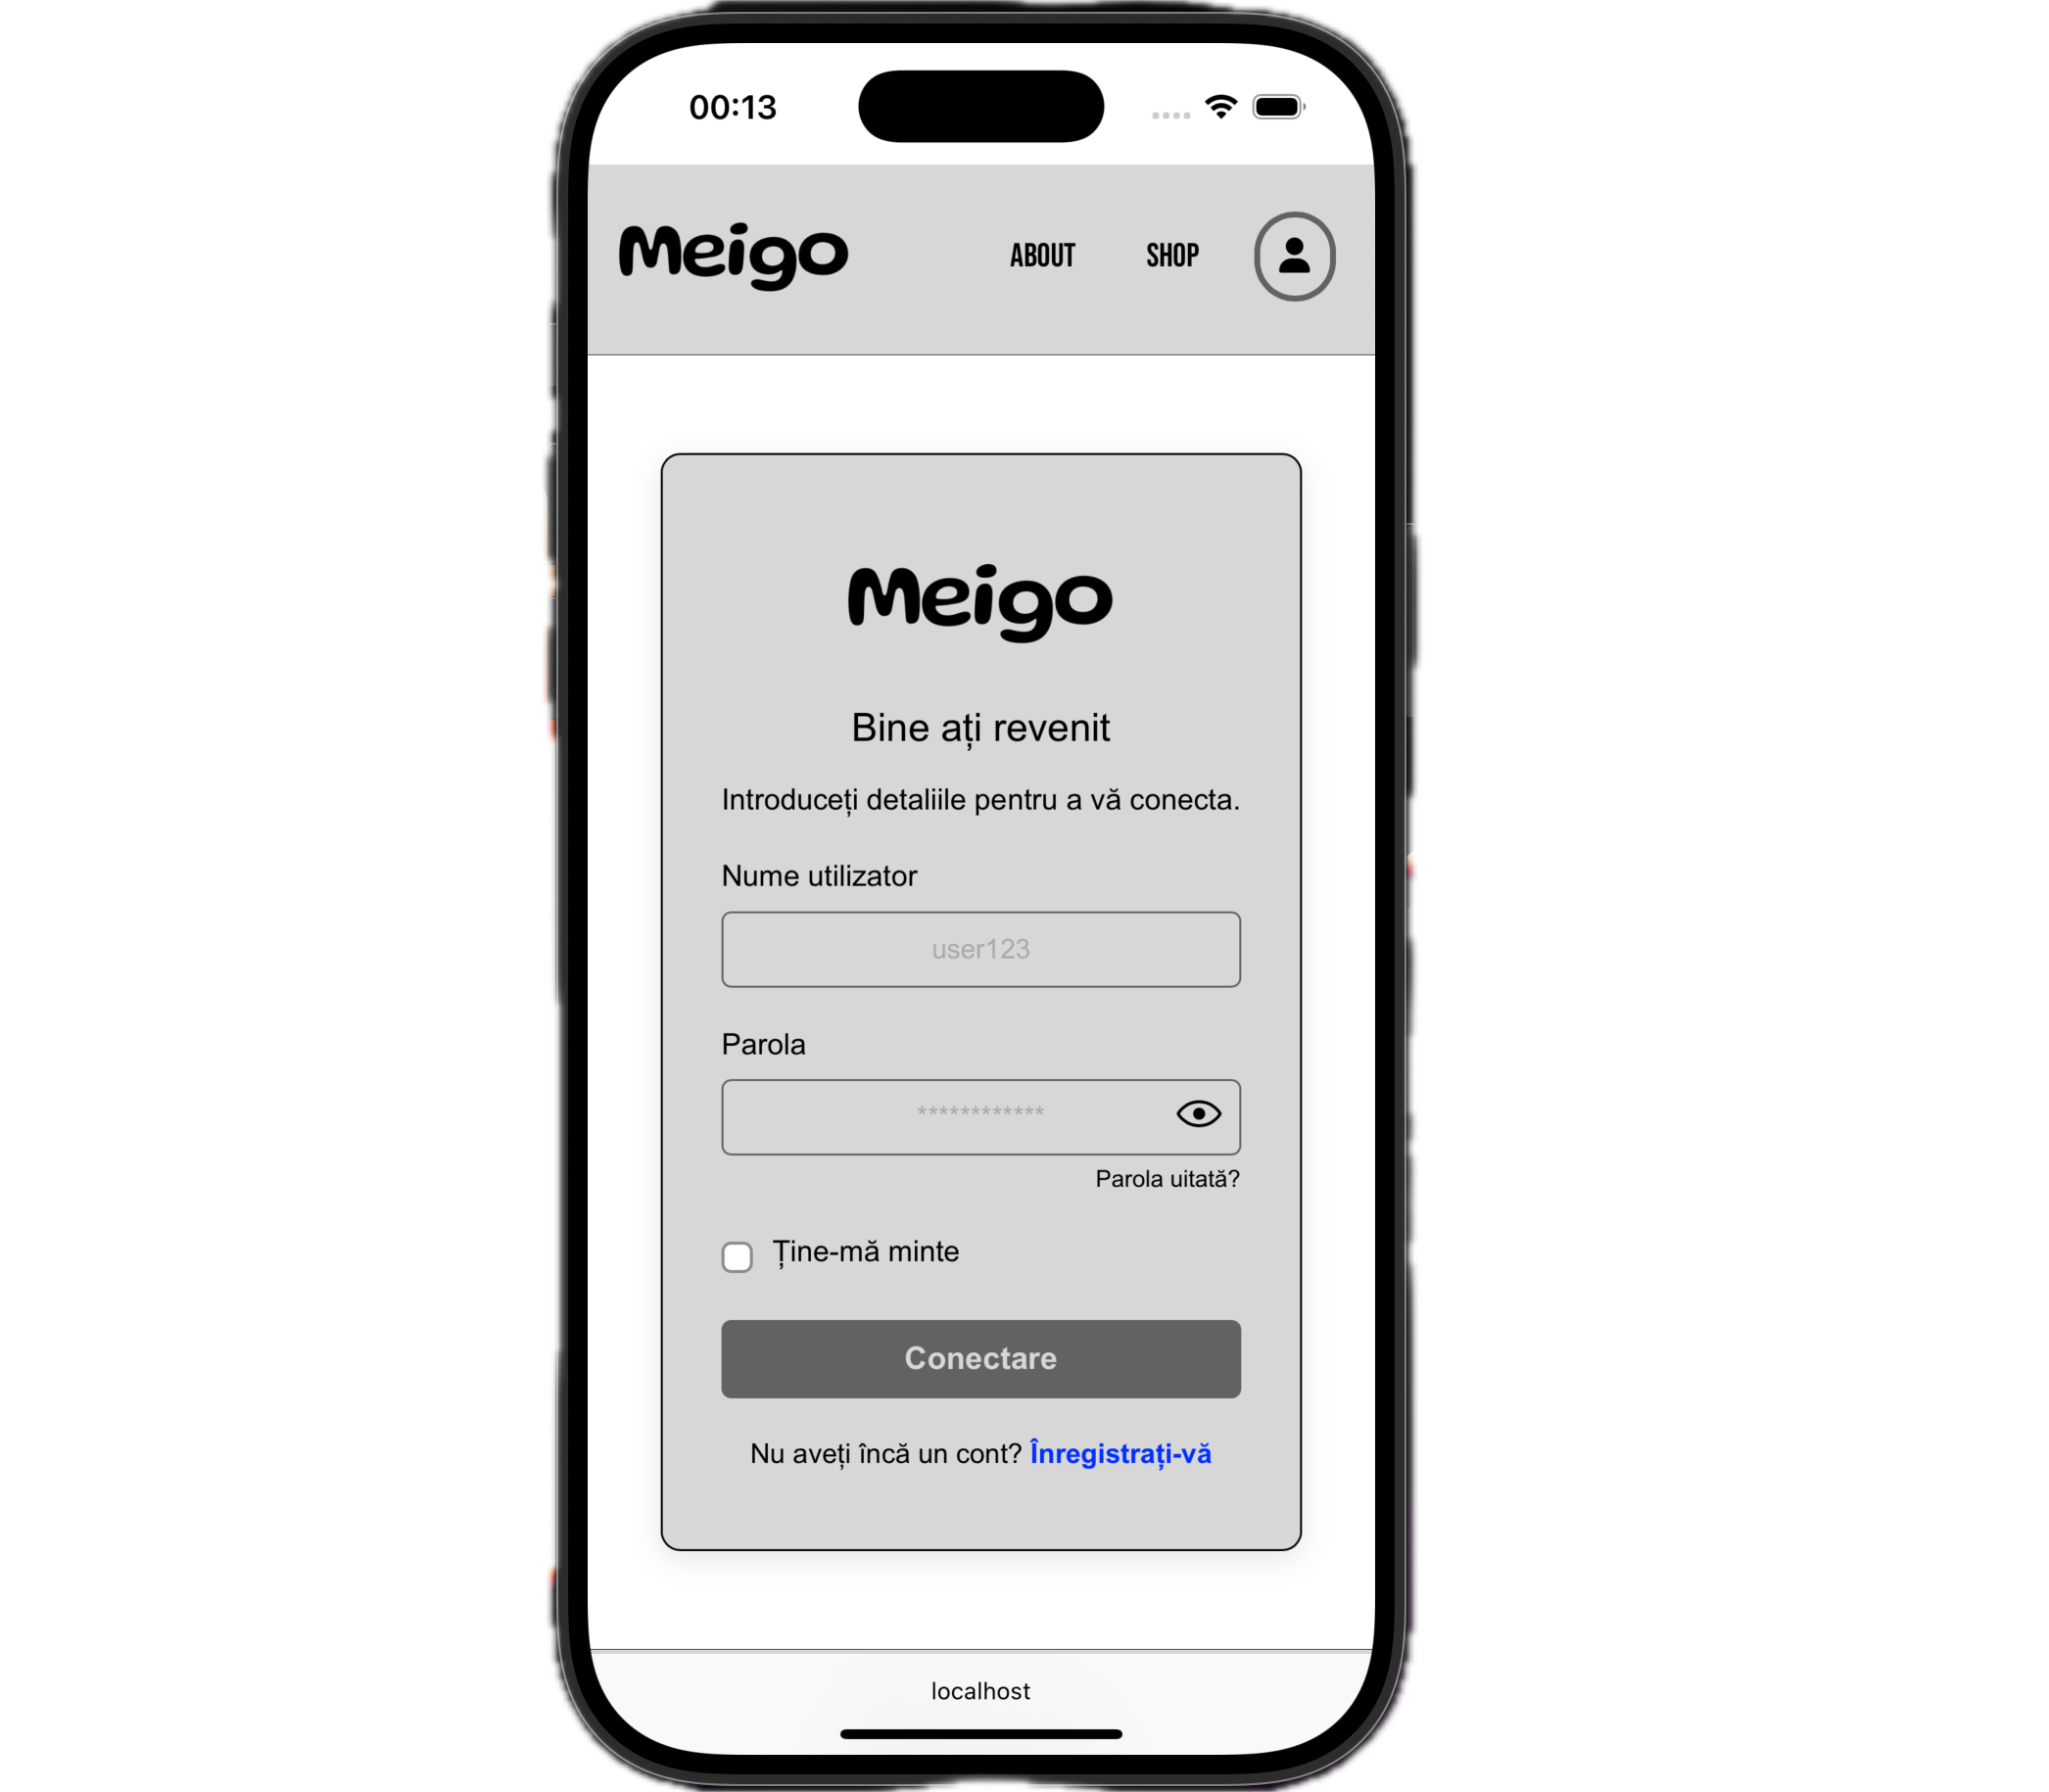 00:13
Meigo ABOUT SHOP
Meigo
Bine ați revenit
Introduceți detaliile pentru a vă conecta.
Nume utilizator
user123
Parola
************
Parola uitată?
Ține-mă minte
Conectare
Nu aveți încă un cont? Înregistrați-vă
localhost